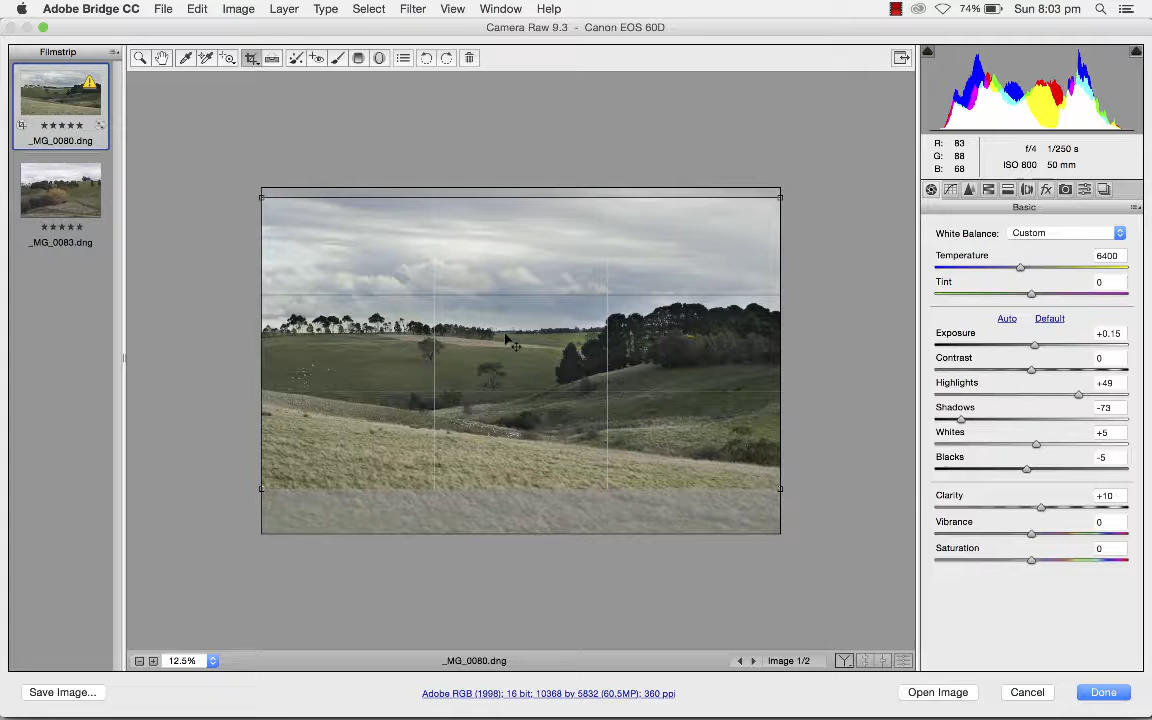 Adobe Bridge CC File Edit Image Layer Type Select Filter View Window Help 74% Sun 8:03 pm
Camera Raw 9.3 - Canon EOS 60D
Filmstrip
_MG_0080.dng
_MG_0083.dng
R: 83
G: 88
B: 68
f/4 1/250 s
ISO 800 50 mm
Basic
White Balance: Custom
Temperature 6400
Tint 0
Auto Default
Exposure +0.15
Contrast 0
Highlights +49
Shadows -73
Whites +5
Blacks -5
Clarity +10
Vibrance 0
Saturation 0
12.5% _MG_0080.dng Image 1/2
Save Image... Adobe RGB (1998); 16 bit; 10368 by 5832 (60.5MP); 360 ppi Open Image Cancel Done